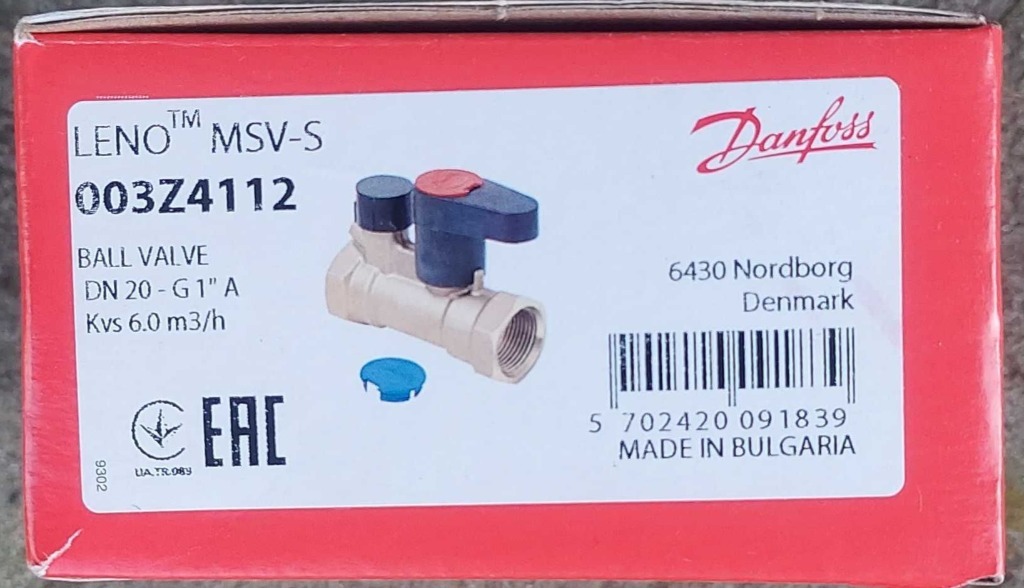 LENO™ MSV-S
003Z4112
BALL VALVE
DN 20 - G 1" A
Kvs 6.0 m3/h
Danfoss
6430 Nordborg
Denmark
5 702420 091839
MADE IN BULGARIA
EAC
UA.TR.089
9302